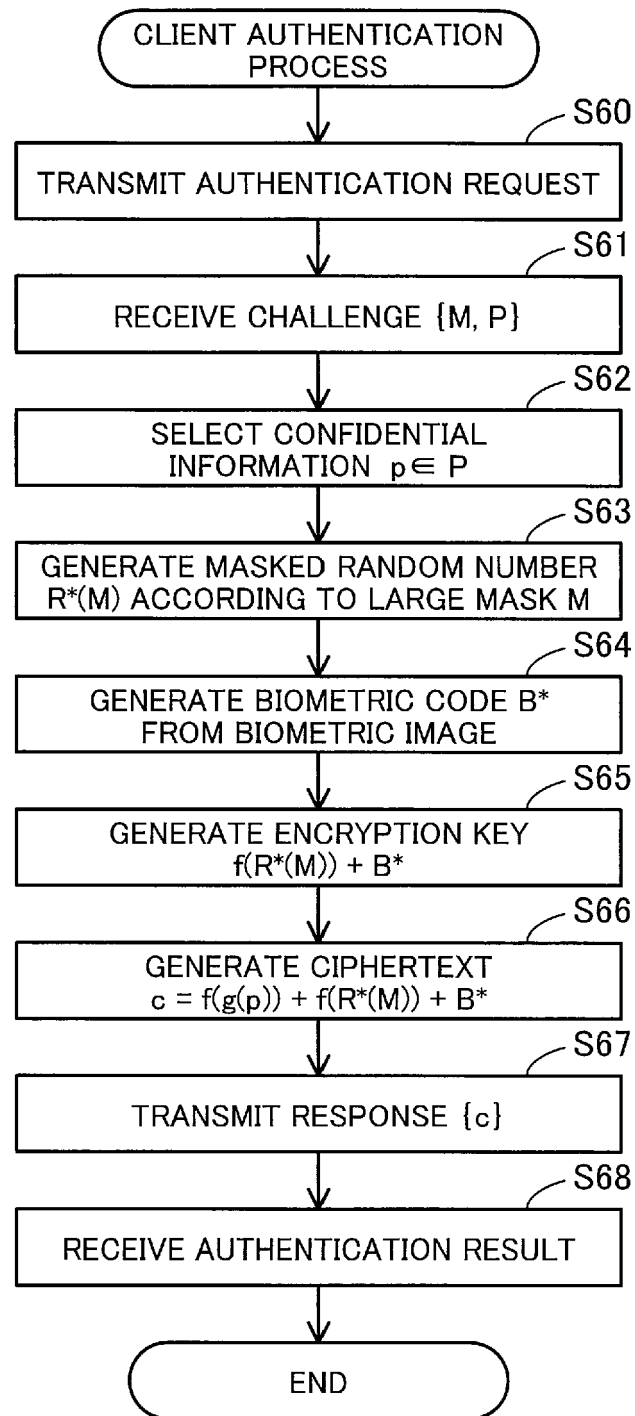 CLIENT AUTHENTICATION
PROCESS
S60
TRANSMIT AUTHENTICATION REQUEST
S61
RECEIVE CHALLENGE {M, P}
S62
SELECT CONFIDENTIAL
INFORMATION p∈ P
S63
GENERATE MASKED RANDOM NUMBER
R*(M) ACCORDING TO LARGE MASK M
S64
GENERATE BIOMETRIC CODE B*
FROM BIOMETRIC IMAGE
S65
GENERATE ENCRYPTION KEY
f(R*(M)) + B*
S66
GENERATE CIPHERTEXT
c = f(g(p)) + f(R*(M)) + B*
S67
TRANSMIT RESPONSE {c}
S68
RECEIVE AUTHENTICATION RESULT
END